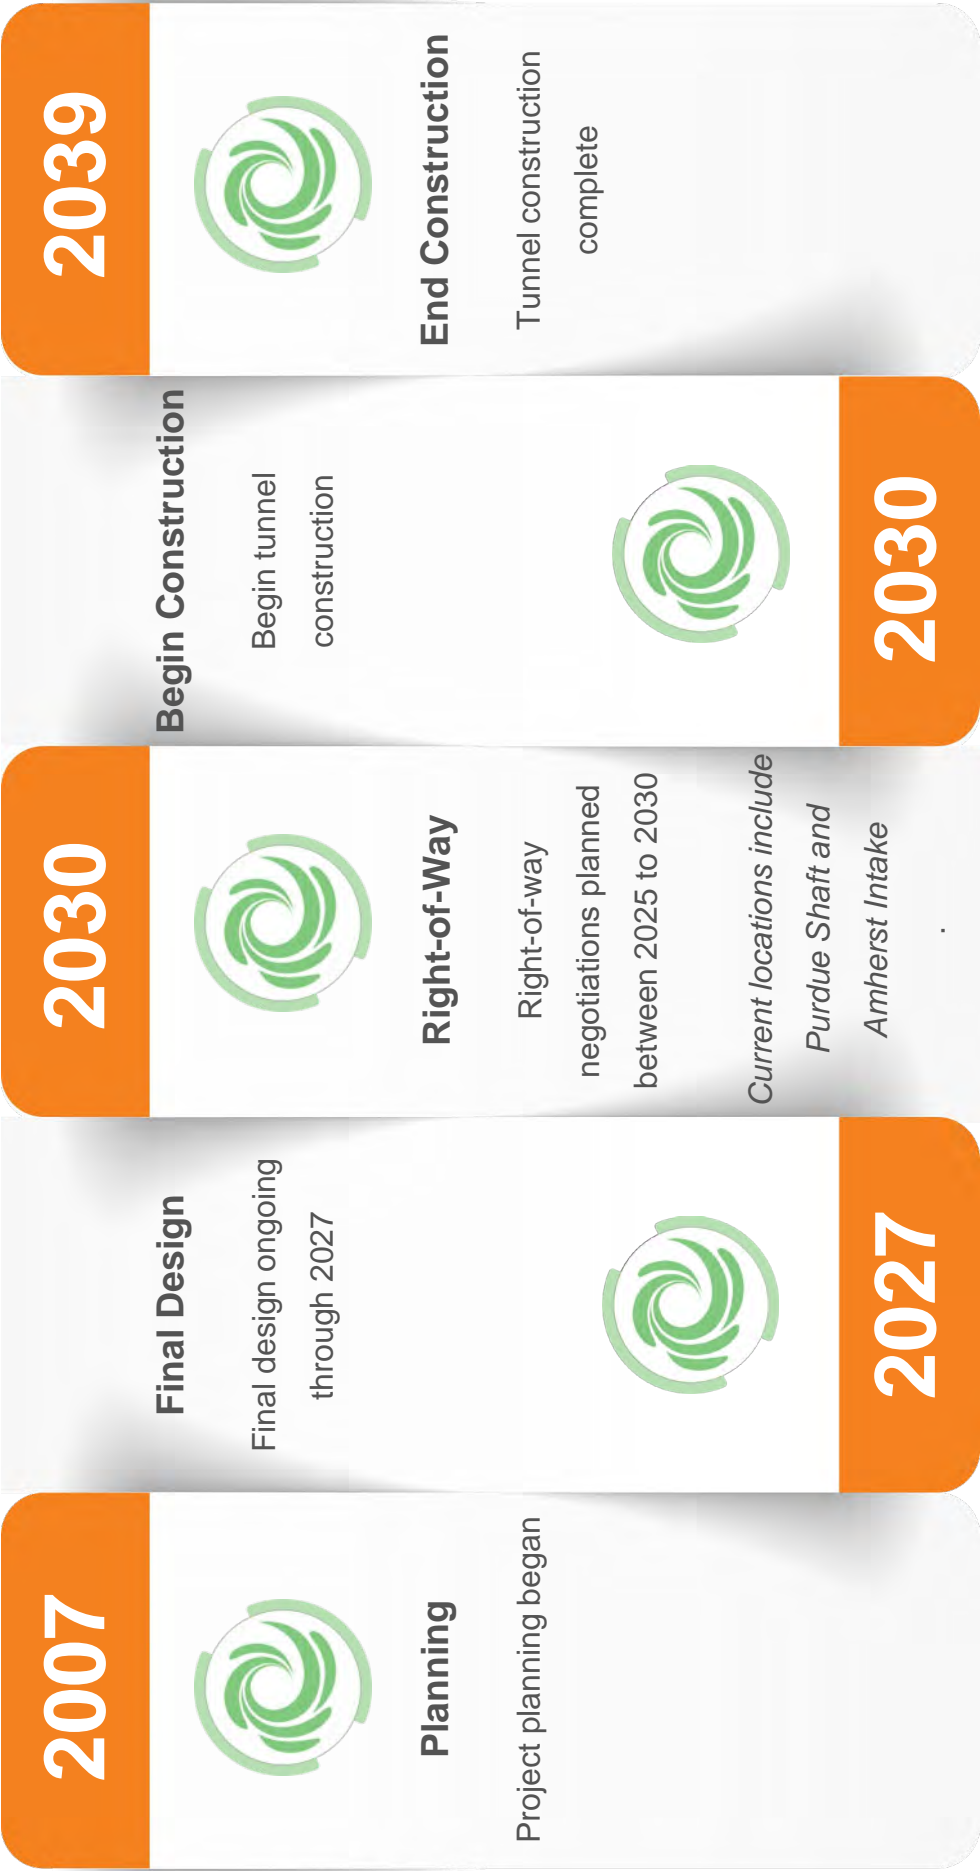 2007
Planning
Project planning began
Final Design
Final design ongoing
through 2027
2027
2030
Right-of-Way
Right-of-way
negotiations planned
between 2025 to 2030
Current locations include
Purdue Shaft and
Amherst Intake
.
Begin Construction
Begin tunnel
construction
2030
2039
End Construction
Tunnel construction
complete